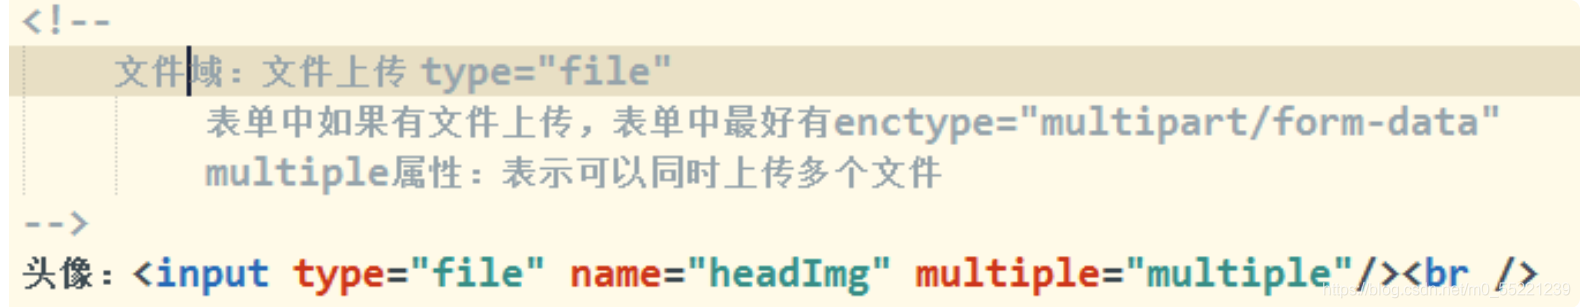 <!--
文件域：文件上传 type="file"
表单中如果有文件上传，表单中最好有enctype="multipart/form-data"
multiple属性：表示可以同时上传多个文件
-->
头像：<input type="file" name="headImg" multiple="multiple"/><br />
https://blog.csdn.net/m0_55221239